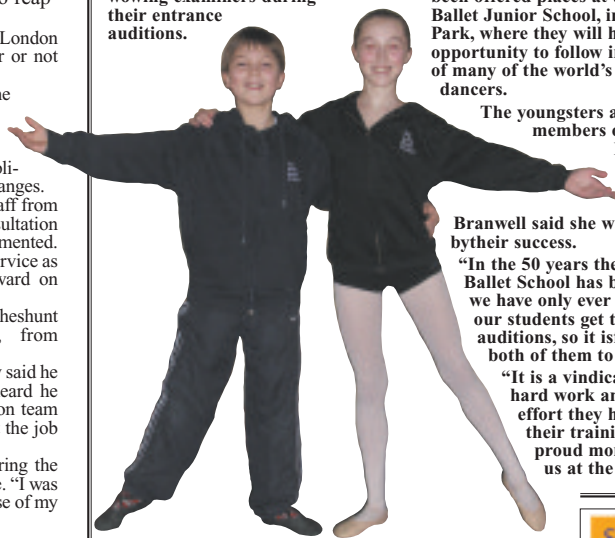 to reap-
London
or not
pli-
anges.
aff from
sultation
mented.
rvice as
ward on
heshunt
, from
said he
heard he
on team
the job
ring the
“I was
se of my
wowing examiners during
their entrance
auditions.
been offered places at
Ballet Junior School, in
Park, where they will h
opportunity to follow i
of many of the world's
dancers.
The youngsters a
members
Branwell said she w
bytheir success.
“In the 50 years the
Ballet School has b
we have only ever
our students get t
auditions, so it is
both of them to
“It is a vindica
hard work an
effort they h
their traini
proud mo
us at the